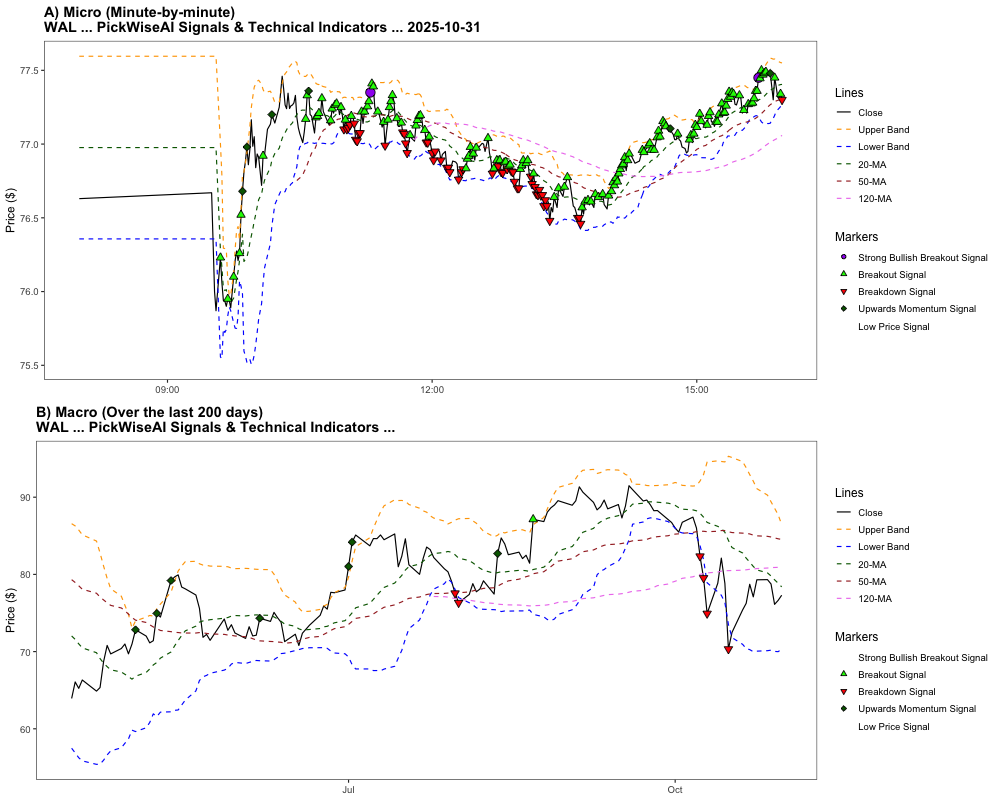 A) Micro (Minute-by-minute)
WAL ... PickWiseAI Signals & Technical Indicators ... 2025-10-31
Price ($)
77.5
77.0
76.5
76.0
75.5
09:00
12:00
15:00
Lines
Close
Upper Band
Lower Band
20-MA
50-MA
120-MA
Markers
Strong Bullish Breakout Signal
Breakout Signal
Breakdown Signal
Upwards Momentum Signal
Low Price Signal
B) Macro (Over the last 200 days)
WAL ... PickWiseAI Signals & Technical Indicators ...
Price ($)
90
80
70
60
Jul
Oct
Lines
Close
Upper Band
Lower Band
20-MA
50-MA
120-MA
Markers
Strong Bullish Breakout Signal
Breakout Signal
Breakdown Signal
Upwards Momentum Signal
Low Price Signal